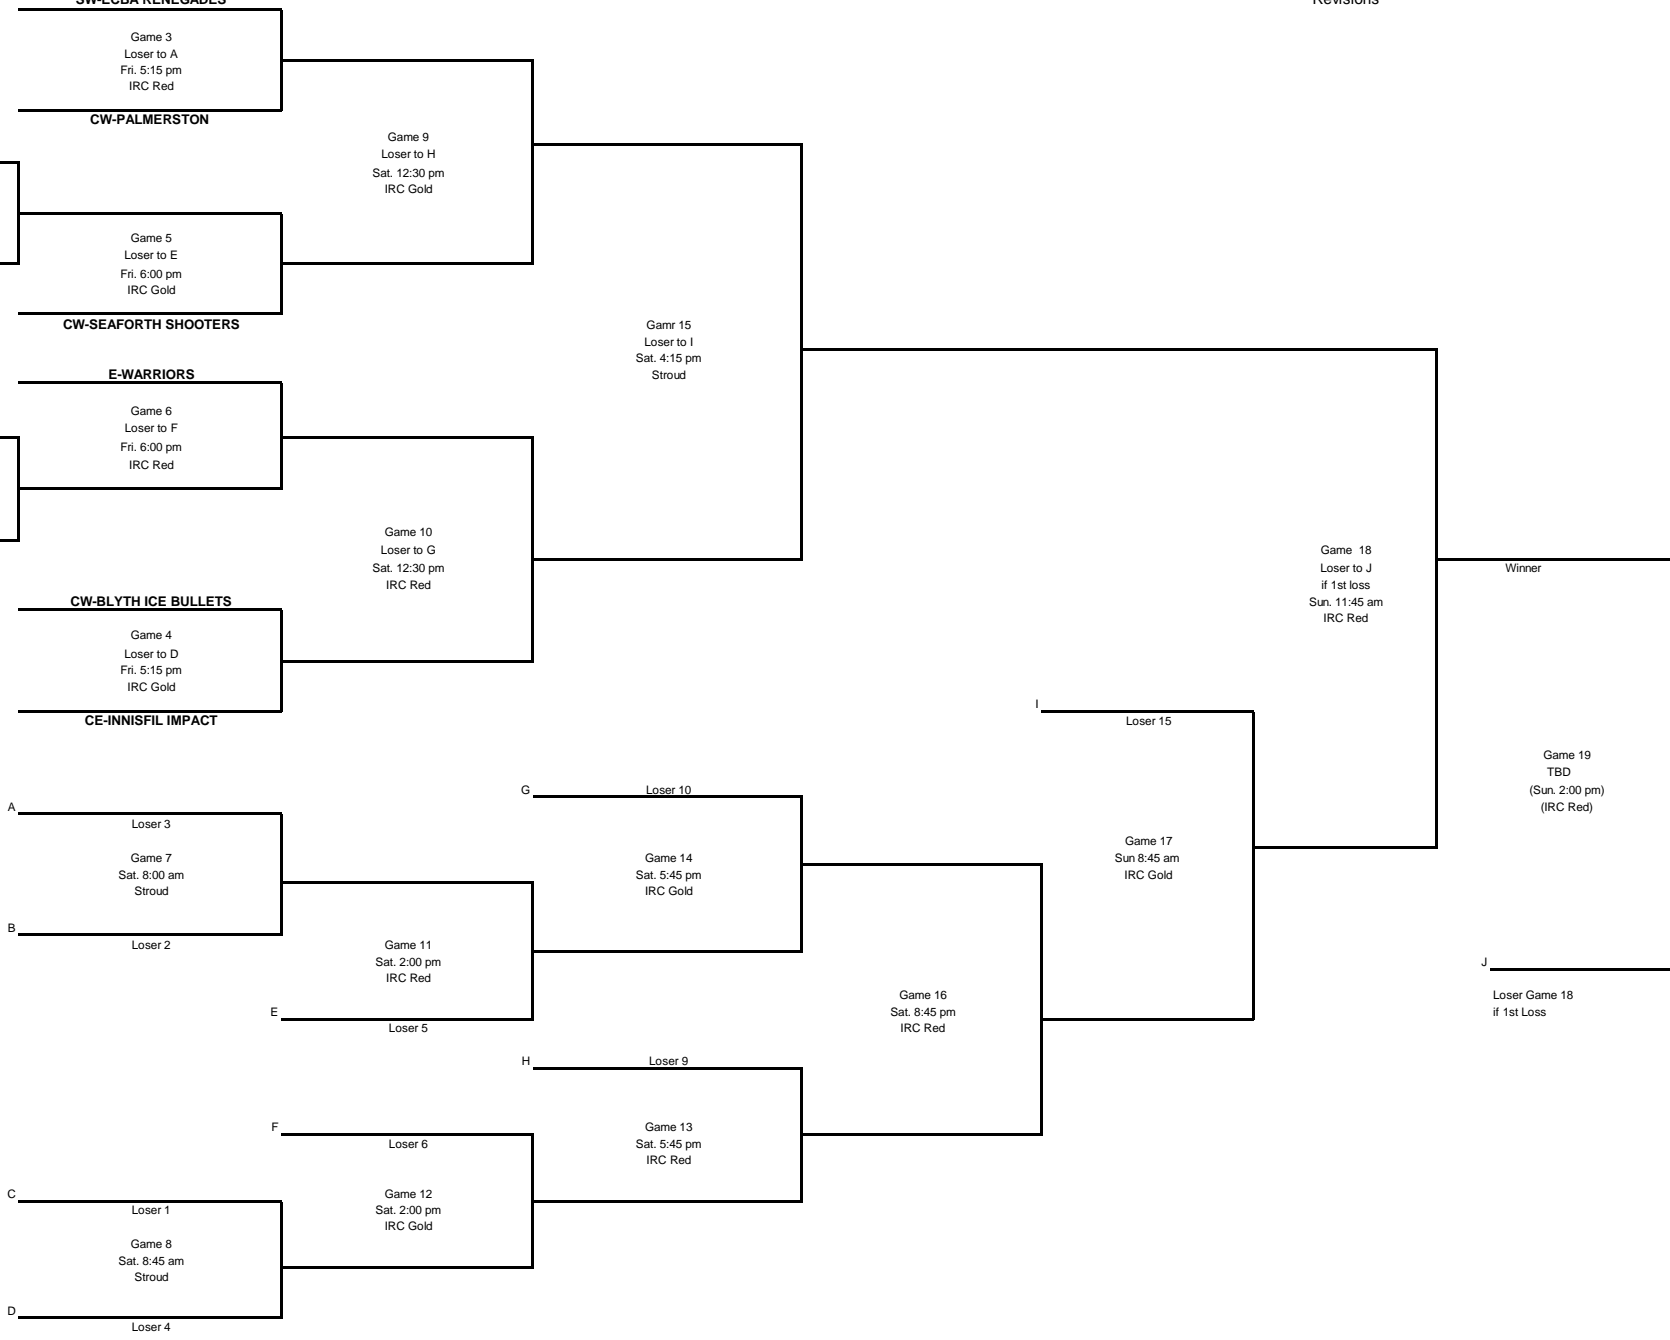 SW-ECBA RENEGADES
Revisions
Game 3
Loser to A
Fri. 5:15 pm
IRC Red
CW-PALMERSTON
Game 9
Loser to H
Sat. 12:30 pm
IRC Gold
Game 5
Loser to E
Fri. 6:00 pm
IRC Gold
CW-SEAFORTH SHOOTERS
Gamr 15
Loser to I
Sat. 4:15 pm
Stroud
E-WARRIORS
Game 6
Loser to F
Fri. 6:00 pm
IRC Red
Game 10
Loser to G
Sat. 12:30 pm
IRC Red
Game 18
Loser to J
if 1st loss
Sun. 11:45 am
IRC Red
Winner
CW-BLYTH ICE BULLETS
Game 4
Loser to D
Fri. 5:15 pm
IRC Gold
CE-INNISFIL IMPACT
I
Loser 15
Game 19
TBD
(Sun. 2:00 pm)
(IRC Red)
G
Loser 10
A
Loser 3
Game 7
Sat. 8:00 am
Stroud
Game 14
Sat. 5:45 pm
IRC Gold
Game 17
Sun 8:45 am
IRC Gold
B
Loser 2
Game 11
Sat. 2:00 pm
IRC Red
J
Loser Game 18
if 1st Loss
Game 16
Sat. 8:45 pm
IRC Red
E
Loser 5
H
Loser 9
F
Loser 6
Game 13
Sat. 5:45 pm
IRC Red
C
Loser 1
Game 12
Sat. 2:00 pm
IRC Gold
Game 8
Sat. 8:45 am
Stroud
D
Loser 4